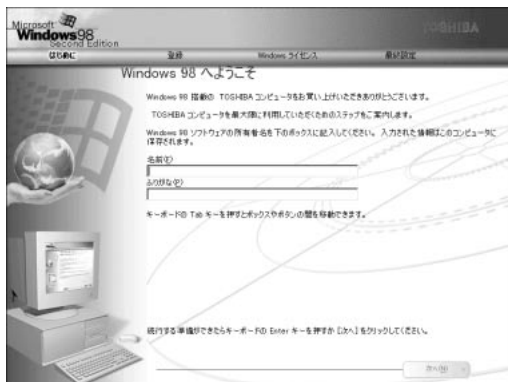 Microsoft
Windows98
Second Edition
TOSHIBA
はじめに 登録 Windows ライセンス 最終設定
Windows 98 へようこそ
Windows 98 搭載の TOSHIBA コンピュータをお買い上げいただきありがとうございます。
TOSHIBA コンピュータを最大限に利用していただくためのステップをご案内します。
Windows 98 ソフトウェアの所有者名を下のボックスに記入してください。 入力された情報はこのコンピュータに
保存されます。
名前(E)
ふりがな(P)
キーボードの Tab キーを押すとボックスやボタンの間を移動できます。
続行する準備ができたらキーボードの Enter キーを押すか [次へ] をクリックしてください。
次へ(N)